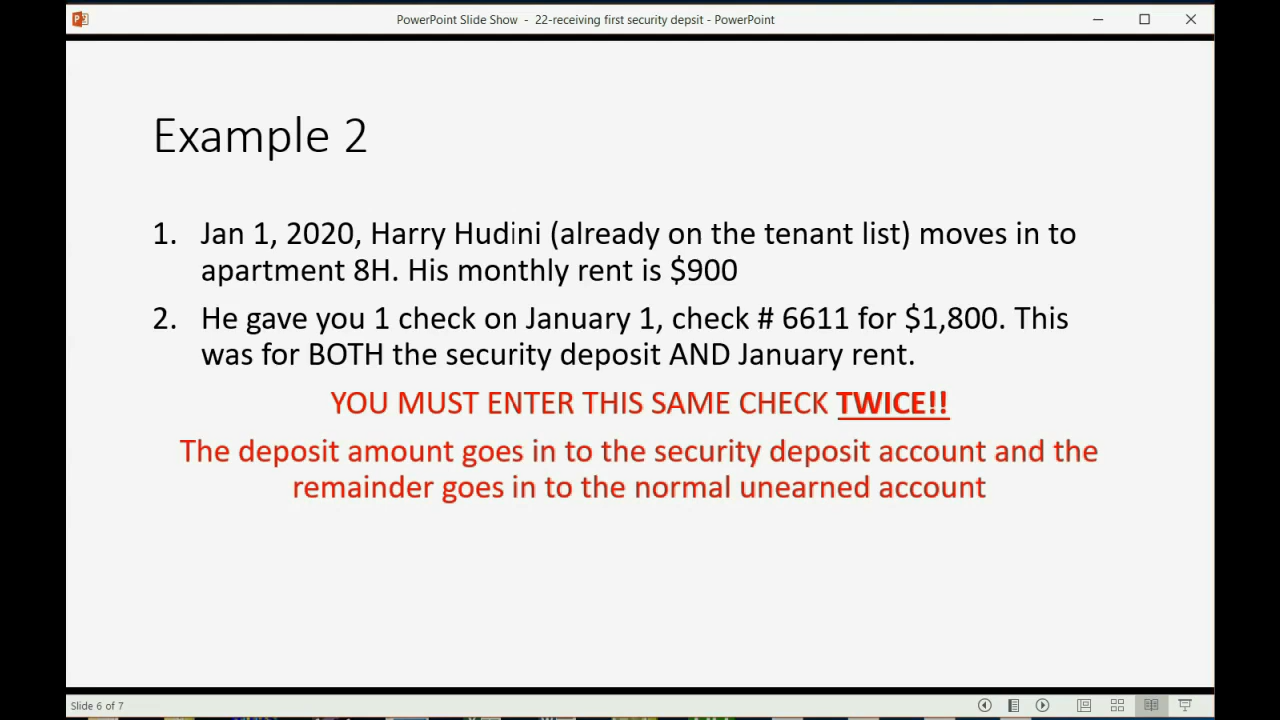 PowerPoint Slide Show - 22-receiving first security depsit - PowerPoint
Example 2
1. Jan 1, 2020, Harry Hudini (already on the tenant list) moves in to
apartment 8H. His monthly rent is $900
2. He gave you 1 check on January 1, check # 6611 for $1,800. This
was for BOTH the security deposit AND January rent.
YOU MUST ENTER THIS SAME CHECK TWICE!!
The deposit amount goes in to the security deposit account and the
remainder goes in to the normal unearned account
Slide 6 of 7